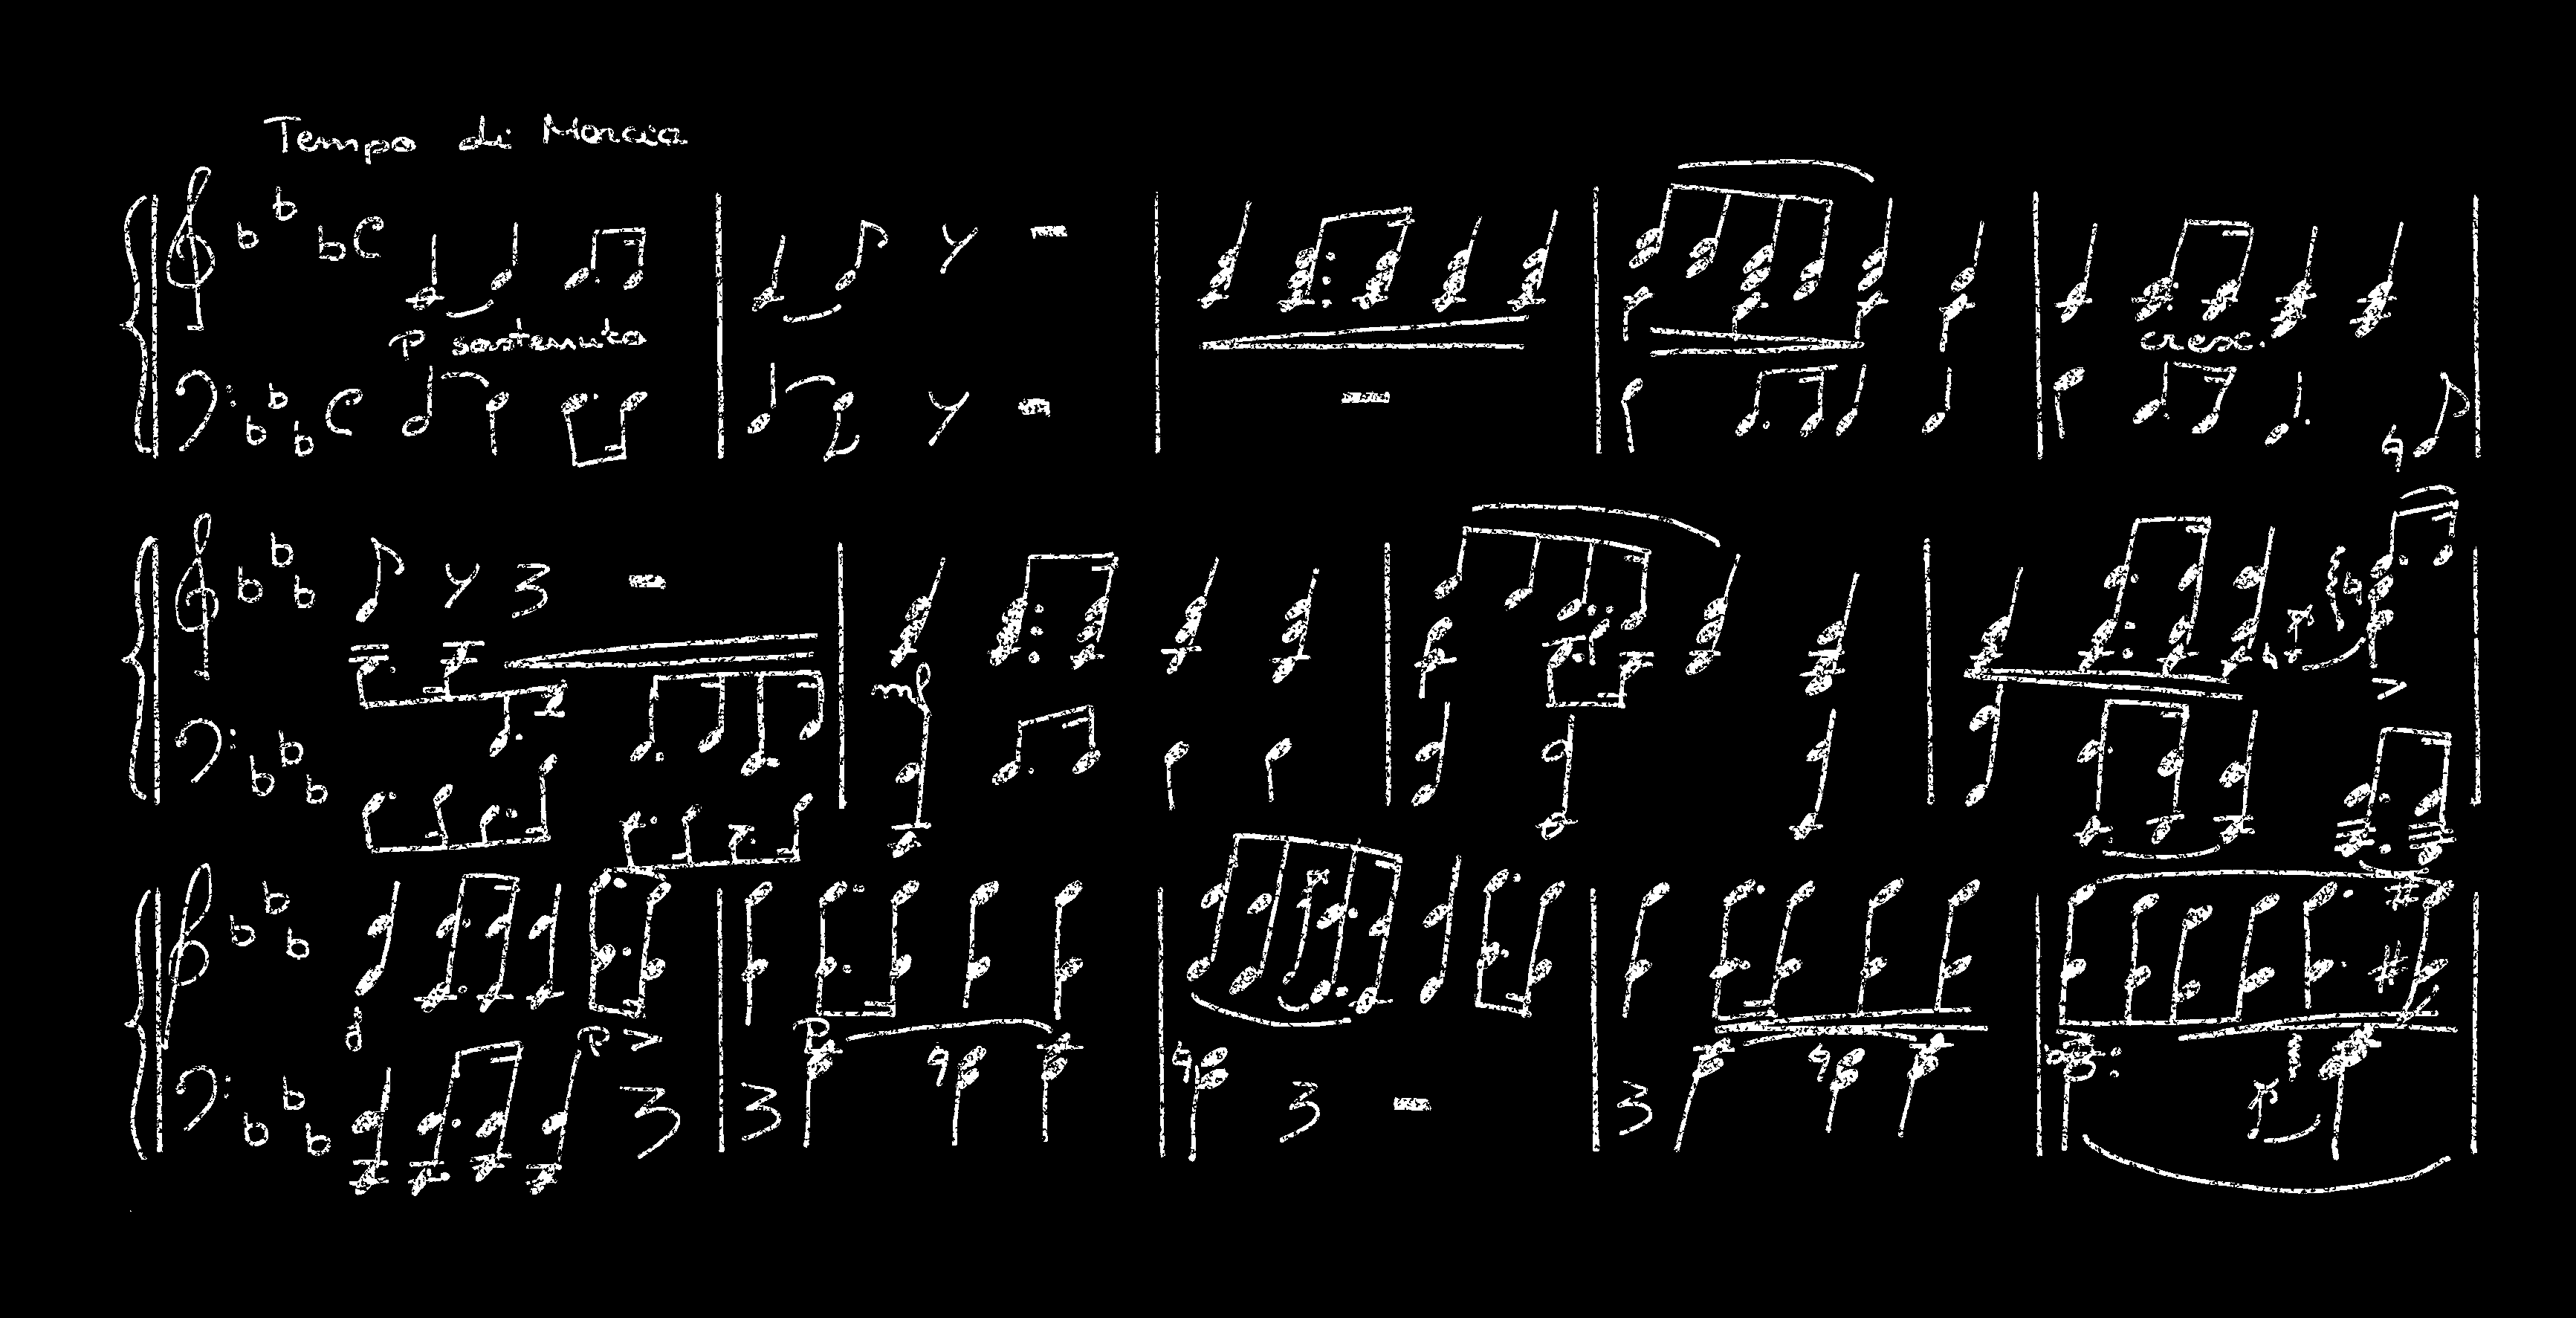 Tempo di Marcia
p sostenuto
cresc.
mf
p
p